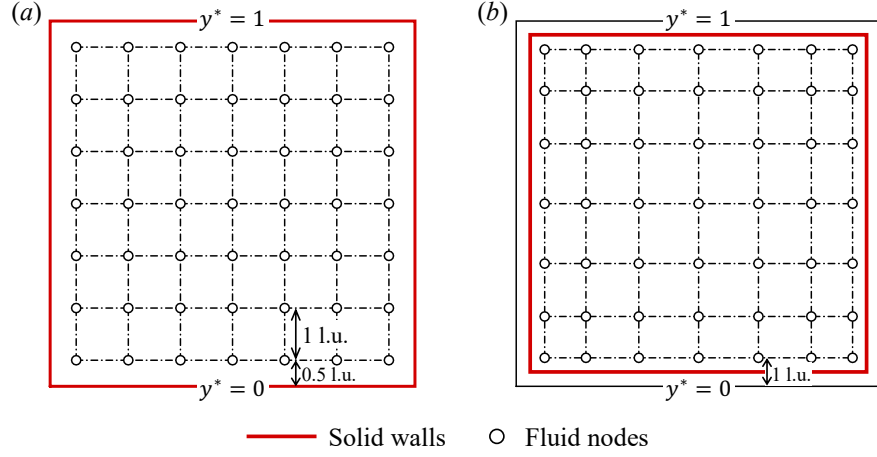 (a)
y* = 1
1 l.u.
0.5 l.u.
y* = 0
(b)
y* = 1
1 l.u.
y* = 0
Solid walls
Fluid nodes